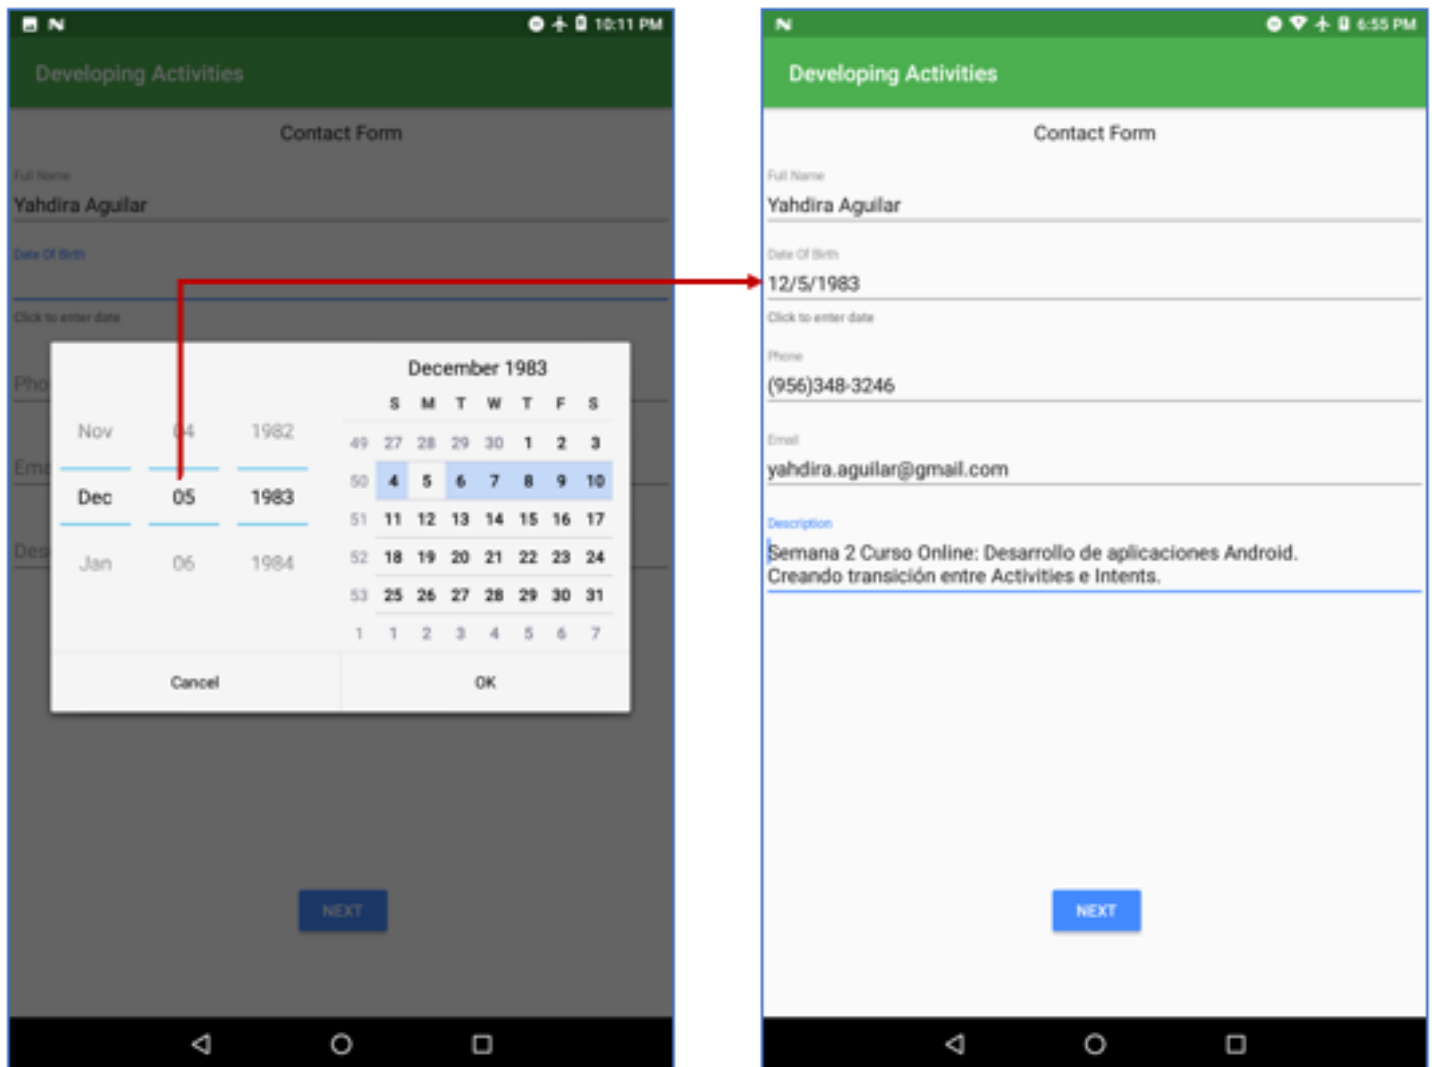 10:11 PM
Developing Activities
Contact Form
Full Name
Yahdira Aguilar
Date Of Birth
Click to enter date
Pho
Ema
Des
Nov 04 1982
Dec 05 1983
Jan 06 1984
December 1983
S M T W T F S
49 27 28 29 30 1 2 3
50 4 5 6 7 8 9 10
51 11 12 13 14 15 16 17
52 18 19 20 21 22 23 24
53 25 26 27 28 29 30 31
1 1 2 3 4 5 6 7
Cancel OK
NEXT
6:55 PM
Developing Activities
Contact Form
Full Name
Yahdira Aguilar
Date Of Birth
12/5/1983
Click to enter date
Phone
(956)348-3246
Email
yahdira.aguilar@gmail.com
Description
Semana 2 Curso Online: Desarrollo de aplicaciones Android.
Creando transición entre Activities e Intents.
NEXT